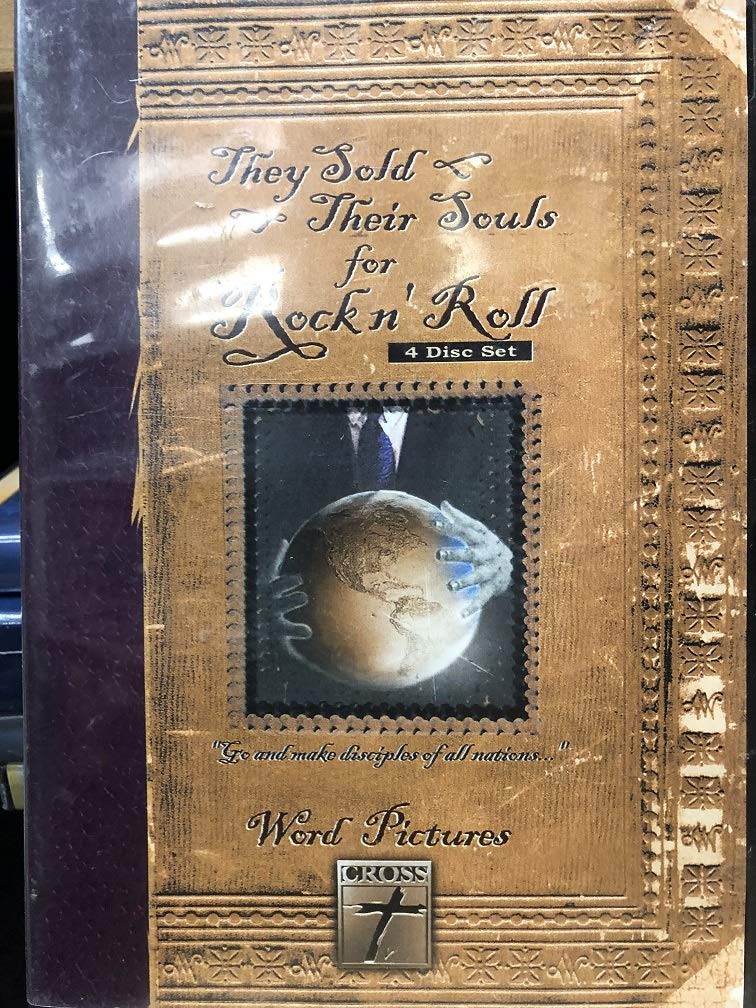 They Sold
Their Souls
for
Rock n' Roll
4 Disc Set
"Go and make disciples of all nations..."
Word Pictures
CROSS